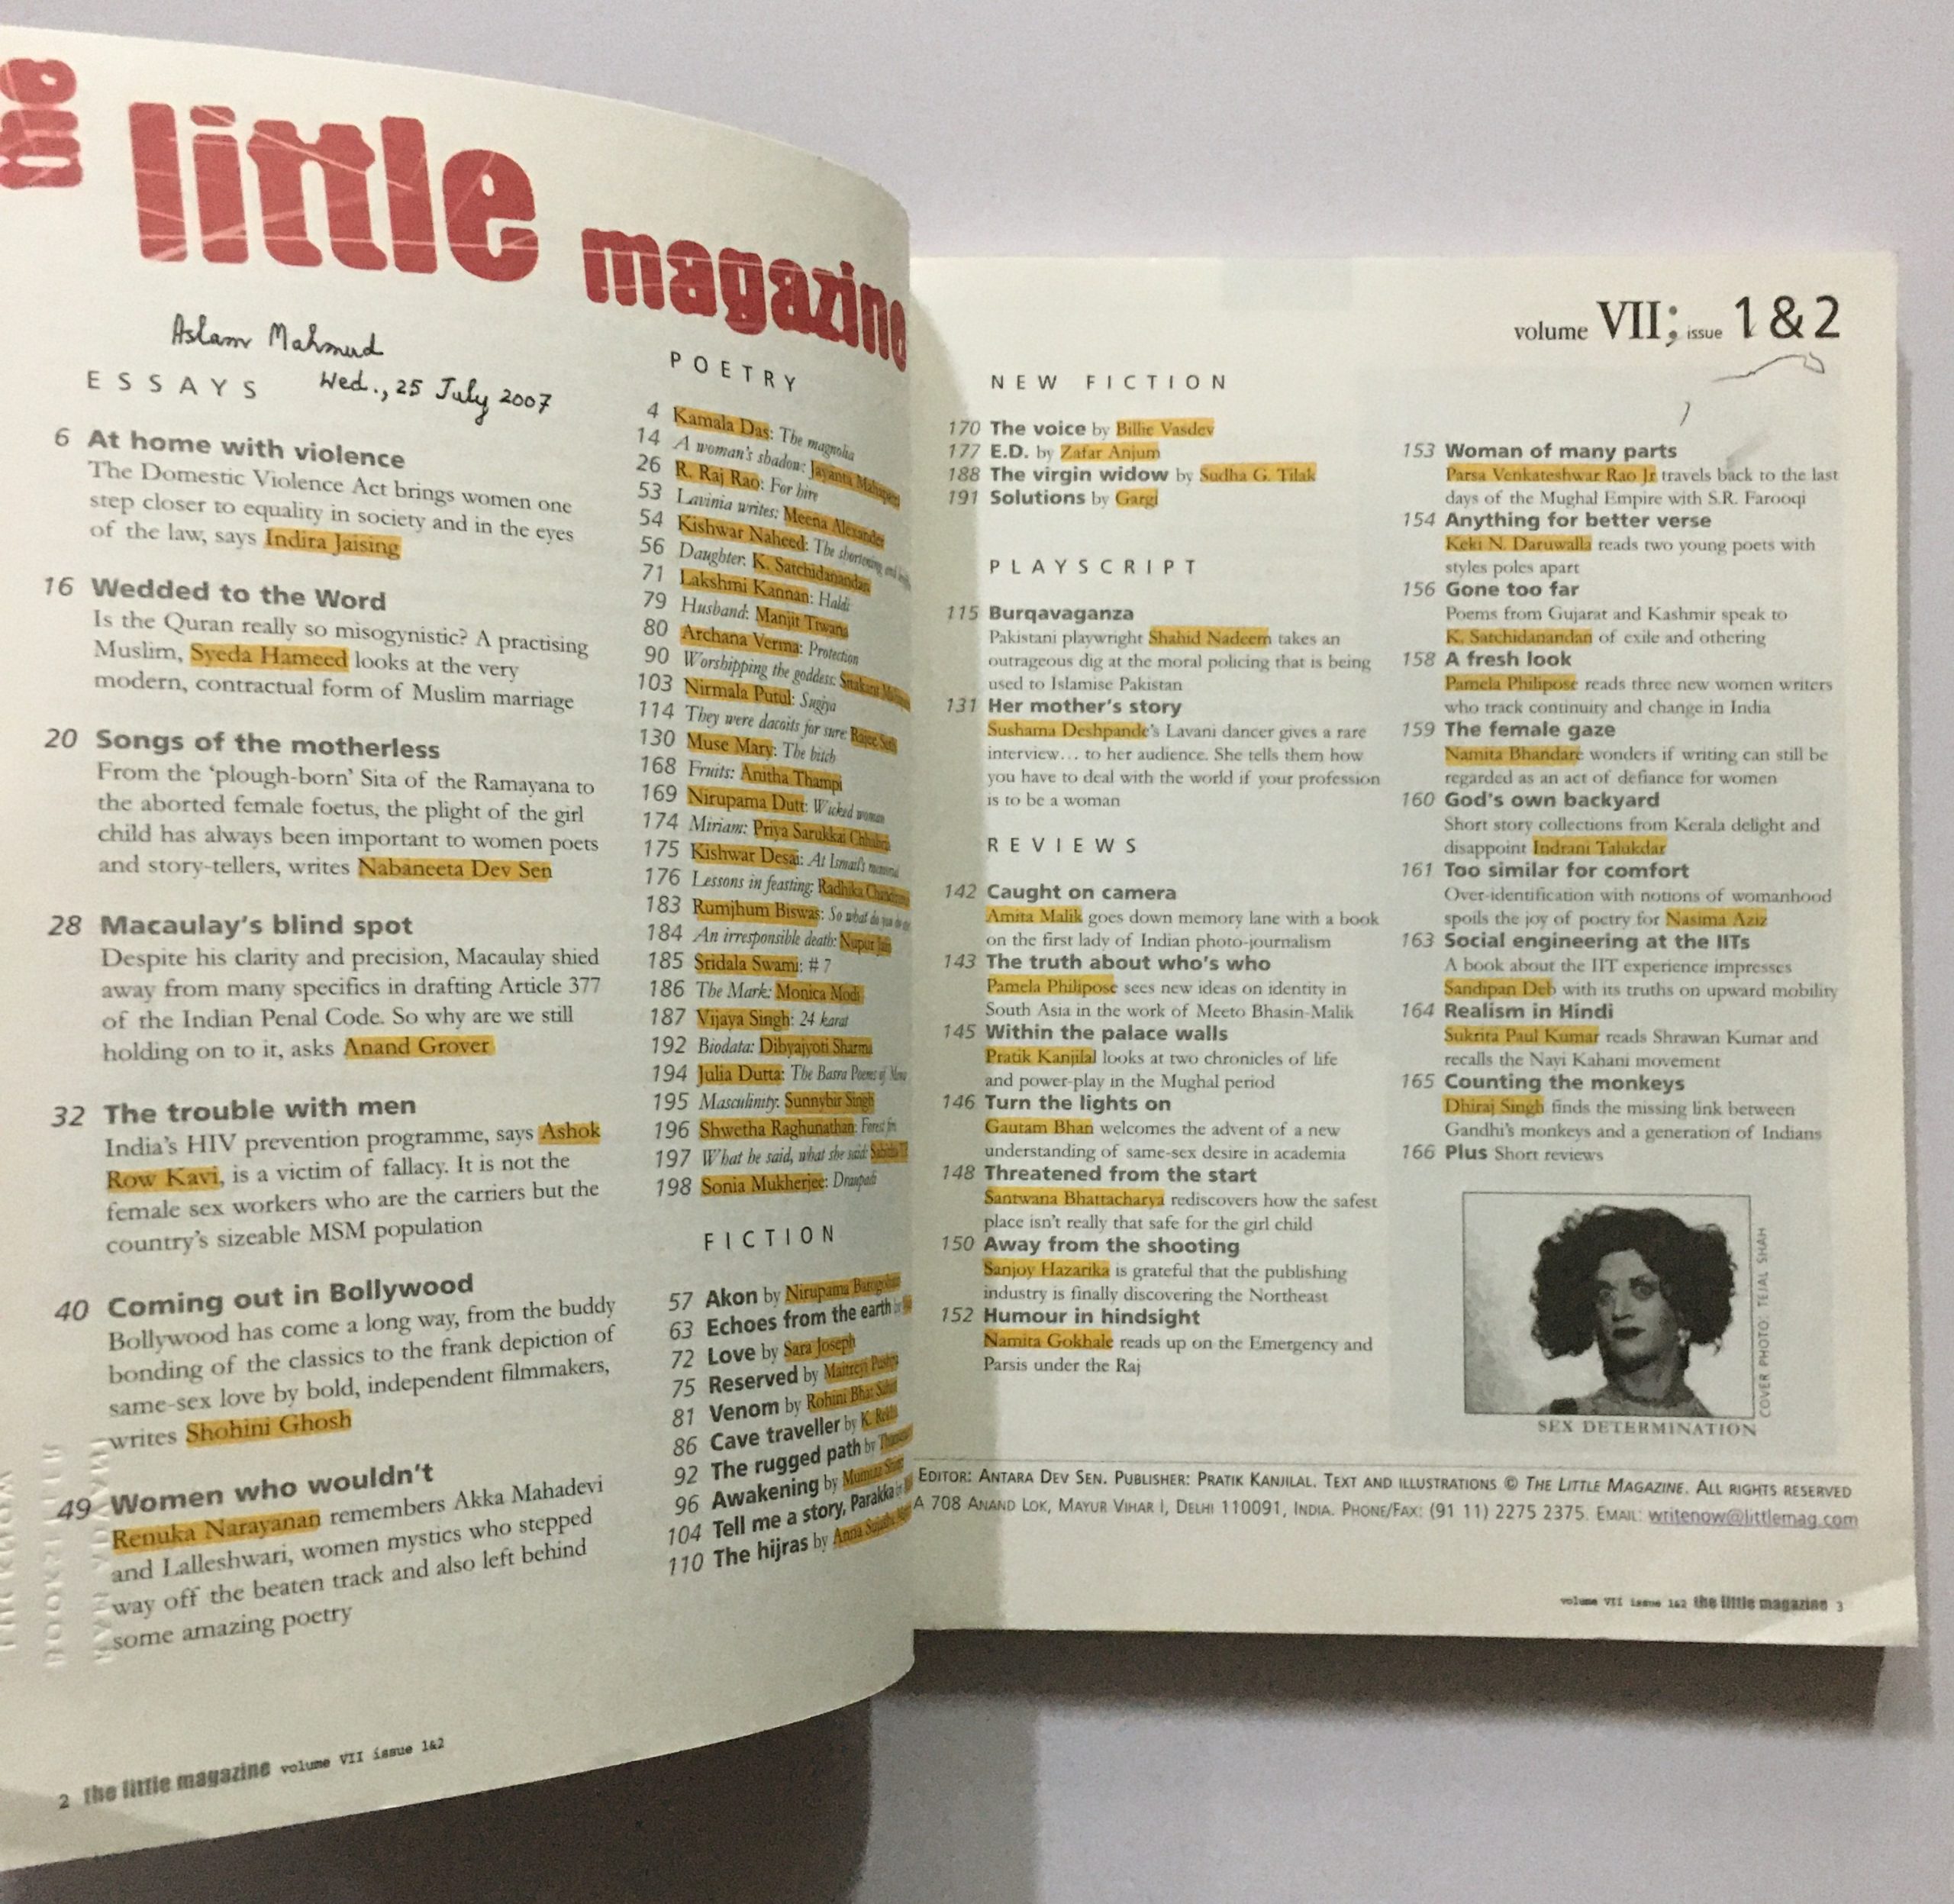 the little magazine
Aslam Mahmud
Wed., 25 July 2007
ESSAYS
6 At home with violence
The Domestic Violence Act brings women one
step closer to equality in society and in the eyes
of the law, says Indira Jaising
16 Wedded to the Word
Is the Quran really so misogynistic? A practising
Muslim, Syeda Hameed looks at the very
modern, contractual form of Muslim marriage
20 Songs of the motherless
From the ‘plough-born’ Sita of the Ramayana to
the aborted female foetus, the plight of the girl
child has always been important to women poets
and story-tellers, writes Nabaneeta Dev Sen
28 Macaulay's blind spot
Despite his clarity and precision, Macaulay shied
away from many specifics in drafting Article 377
of the Indian Penal Code. So why are we still
holding on to it, asks Anand Grover
32 The trouble with men
India's HIV prevention programme, says Ashok
Row Kavi, is a victim of fallacy. It is not the
female sex workers who are the carriers but the
country's sizeable MSM population
40 Coming out in Bollywood
Bollywood has come a long way, from the buddy
bonding of the classics to the frank depiction of
same-sex love by bold, independent filmmakers,
writes Shohini Ghosh
49 Women who wouldn't
Renuka Narayanan remembers Akka Mahadevi
and Lalleshwari, women mystics who stepped
way off the beaten track and also left behind
some amazing poetry
2 the little magazine volume VII issue 1&2
POETRY
4 Kamala Das: The magnolia
14 A woman's shadow: Jayanta
26 R. Raj Rao: For hire
53 Lavinia writes: Meena Alexander
54 Kishwar Naheed: The shortening and
56 Daughter: K. Satchidanandan
71 Lakshmi Kannan: Haldi
79 Husband: Manjit Tiwana
80 Archana Verma: Protection
90 Worshipping the goddess:
103 Nirmala Putul: Sugiya
114 They were dacoits for sure:
130 Muse Mary: The bitch
168 Fruits: Anitha Thampi
169 Nirupama Dutt: Wicked woman
174 Miriam: Priya Sarukkai Chhabria
175 Kishwar Desai: At Ismail's
176 Lessons in feasting: Radhika
183 Rumjhum Biswas: So what do you
184 An irresponsible death: Nupur
185 Sridala Swami: # 7
186 The Mark: Monica Modi
187 Vijaya Singh: 24 karat
192 Biodata: Dibyajyoti Sharma
194 Julia Dutta: The Basra Poems of
195 Masculinity: Sunnybir Singh
196 Shwetha Raghunathan: Forest
197 What he said, what she said:
198 Sonia Mukherjee: Draupadi
FICTION
57 Akon by Nirupama
63 Echoes from the earth
72 Love by Sara Joseph
75 Reserved by Maitreyi
81 Venom by Rohini
86 Cave traveller by K. Rekha
92 The rugged path by
96 Awakening by
104 Tell me a story, Parakka
110 The hijras by Anna
volume VII; issue 1 & 2
NEW FICTION
170 The voice by Billie Vasdev
177 E.D. by Zafar Anjum
188 The virgin widow by Sudha G. Tilak
191 Solutions by Gargi
PLAYSCRIPT
115 Burqavaganza
Pakistani playwright Shahid Nadeem takes an
outrageous dig at the moral policing that is being
used to Islamise Pakistan
131 Her mother's story
Sushama Deshpande's Lavani dancer gives a rare
interview... to her audience. She tells them how
you have to deal with the world if your profession
is to be a woman
REVIEWS
142 Caught on camera
Amita Malik goes down memory lane with a book
on the first lady of Indian photo-journalism
143 The truth about who's who
Pamela Philipose sees new ideas on identity in
South Asia in the work of Meeto Bhasin-Malik
145 Within the palace walls
Pratik Kanjilal looks at two chronicles of life
and power-play in the Mughal period
146 Turn the lights on
Gautam Bhan welcomes the advent of a new
understanding of same-sex desire in academia
148 Threatened from the start
Santwana Bhattacharya rediscovers how the safest
place isn't really that safe for the girl child
150 Away from the shooting
Sanjoy Hazarika is grateful that the publishing
industry is finally discovering the Northeast
152 Humour in hindsight
Namita Gokhale reads up on the Emergency and
Parsis under the Raj
153 Woman of many parts
Parsa Venkateshwar Rao Jr travels back to the last
days of the Mughal Empire with S.R. Farooqi
154 Anything for better verse
Keki N. Daruwalla reads two young poets with
styles poles apart
156 Gone too far
Poems from Gujarat and Kashmir speak to
K. Satchidanandan of exile and othering
158 A fresh look
Pamela Philipose reads three new women writers
who track continuity and change in India
159 The female gaze
Namita Bhandare wonders if writing can still be
regarded as an act of defiance for women
160 God's own backyard
Short story collections from Kerala delight and
disappoint Indrani Talukdar
161 Too similar for comfort
Over-identification with notions of womanhood
spoils the joy of poetry for Nasima Aziz
163 Social engineering at the IITs
A book about the IIT experience impresses
Sandipan Deb with its truths on upward mobility
164 Realism in Hindi
Sukrita Paul Kumar reads Shrawan Kumar and
recalls the Nayi Kahani movement
165 Counting the monkeys
Dhiraj Singh finds the missing link between
Gandhi's monkeys and a generation of Indians
166 Plus Short reviews
COVER PHOTO: TEJAL SHAH
SEX DETERMINATION
EDITOR: ANTARA DEV SEN. PUBLISHER: PRATIK KANJILAL. TEXT AND ILLUSTRATIONS © THE LITTLE MAGAZINE. ALL RIGHTS RESERVED
A 708 ANAND LOK, MAYUR VIHAR I, DELHI 110091, INDIA. PHONE/FAX: (91 11) 2275 2375. EMAIL: writenow@littlemag.com
volume VII issue 1&2 the little magazine 3